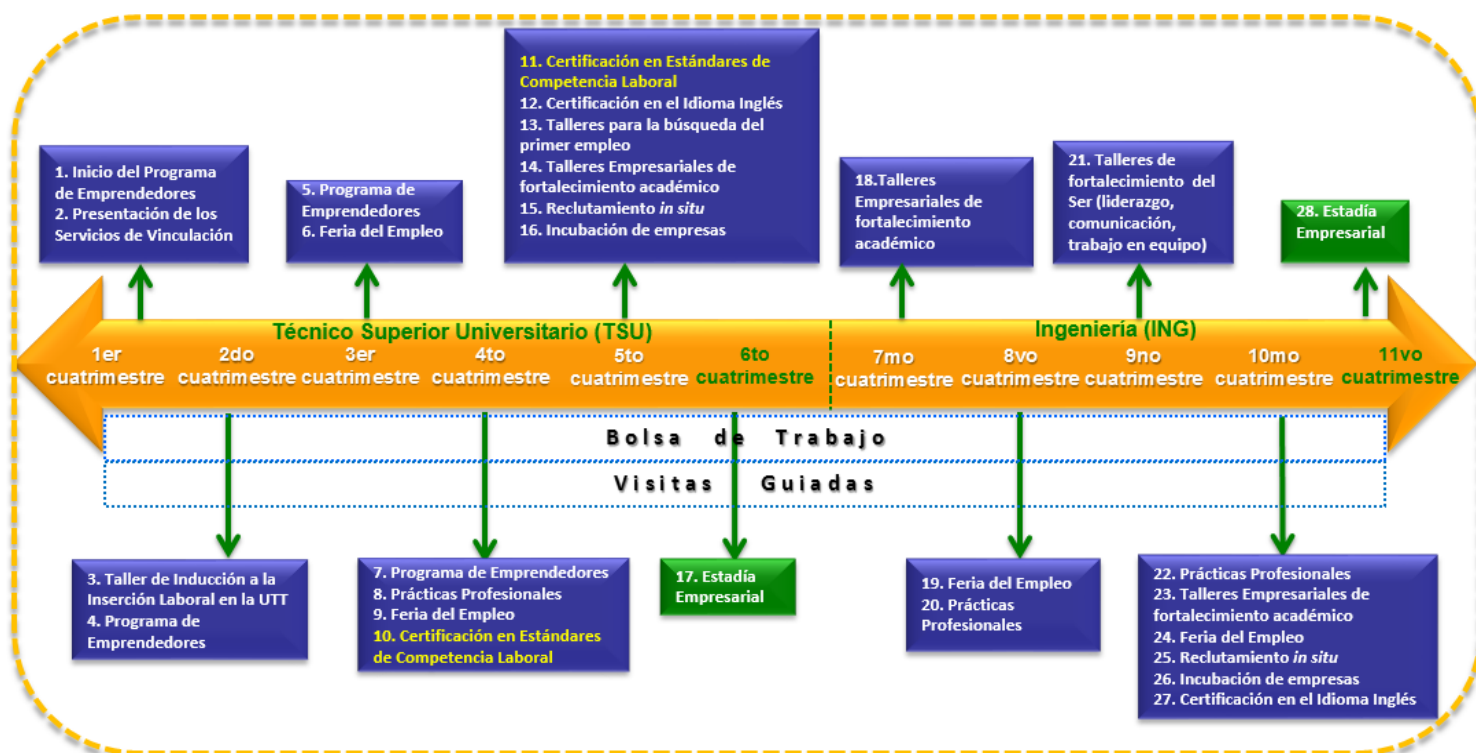 11. Certificación en Estándares de
Competencia Laboral
12. Certificación en el Idioma Inglés
13. Talleres para la búsqueda del
primer empleo
14. Talleres Empresariales de
fortalecimiento académico
15. Reclutamiento in situ
16. Incubación de empresas
1. Inicio del Programa
de Emprendedores
2. Presentación de los
Servicios de Vinculación
5. Programa de
Emprendedores
6. Feria del Empleo
18.Talleres
Empresariales de
fortalecimiento
académico
21. Talleres de
fortalecimiento del
Ser (liderazgo,
comunicación,
trabajo en equipo)
28. Estadía
Empresarial
Técnico Superior Universitario (TSU)
Ingeniería (ING)
1er
cuatrimestre
2do
cuatrimestre
3er
cuatrimestre
4to
cuatrimestre
5to
cuatrimestre
6to
cuatrimestre
7mo
cuatrimestre
8vo
cuatrimestre
9no
cuatrimestre
10mo
cuatrimestre
11vo
cuatrimestre
Bolsa de Trabajo
Visitas Guiadas
3. Taller de Inducción a la
Inserción Laboral en la UTT
4. Programa de
Emprendedores
7. Programa de Emprendedores
8. Prácticas Profesionales
9. Feria del Empleo
10. Certificación en Estándares
de Competencia Laboral
17. Estadía
Empresarial
19. Feria del Empleo
20. Prácticas
Profesionales
22. Prácticas Profesionales
23. Talleres Empresariales de
fortalecimiento académico
24. Feria del Empleo
25. Reclutamiento in situ
26. Incubación de empresas
27. Certificación en el Idioma Inglés